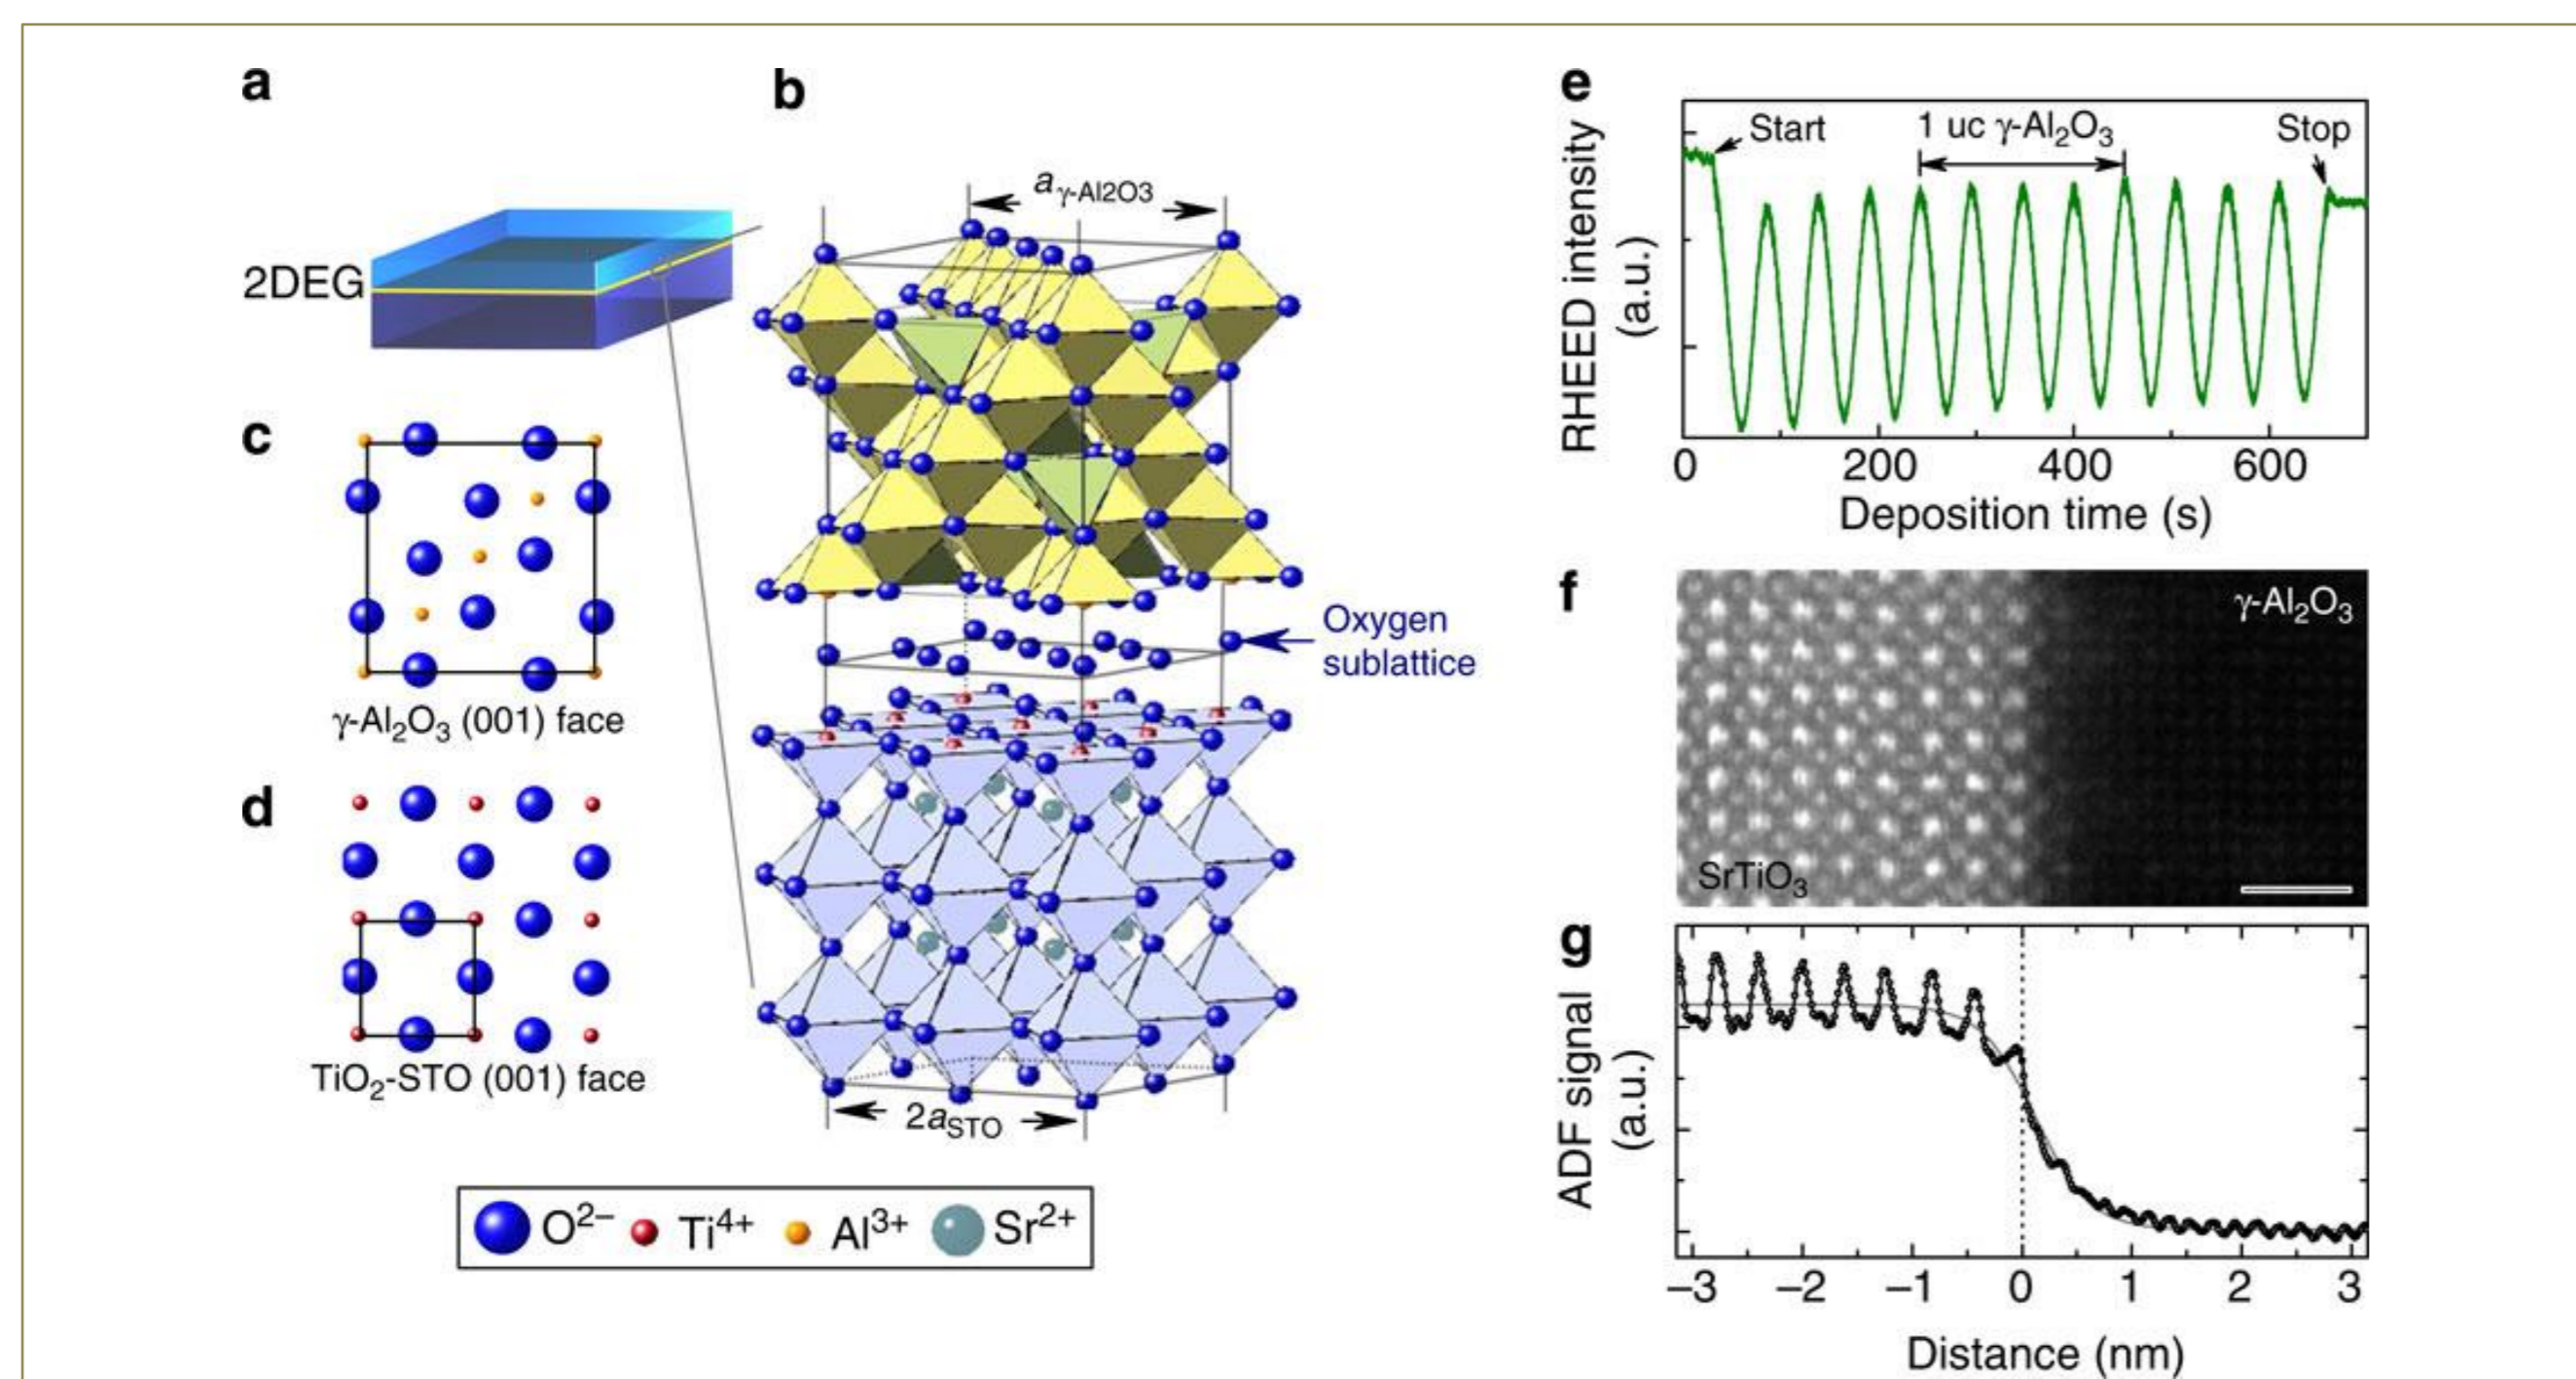 a
2DEG
b
a γ-Al2O3
Oxygen
sublattice
2aSTO
c
γ-Al₂O₃ (001) face
d
TiO₂-STO (001) face
O²⁻ Ti⁴⁺ Al³⁺ Sr²⁺
e
RHEED intensity
(a.u.)
Start
1 uc γ-Al₂O₃
Stop
0 200 400 600
Deposition time (s)
f
γ-Al₂O₃
SrTiO₃
g
ADF signal
(a.u.)
–3 –2 –1 0 1 2 3
Distance (nm)